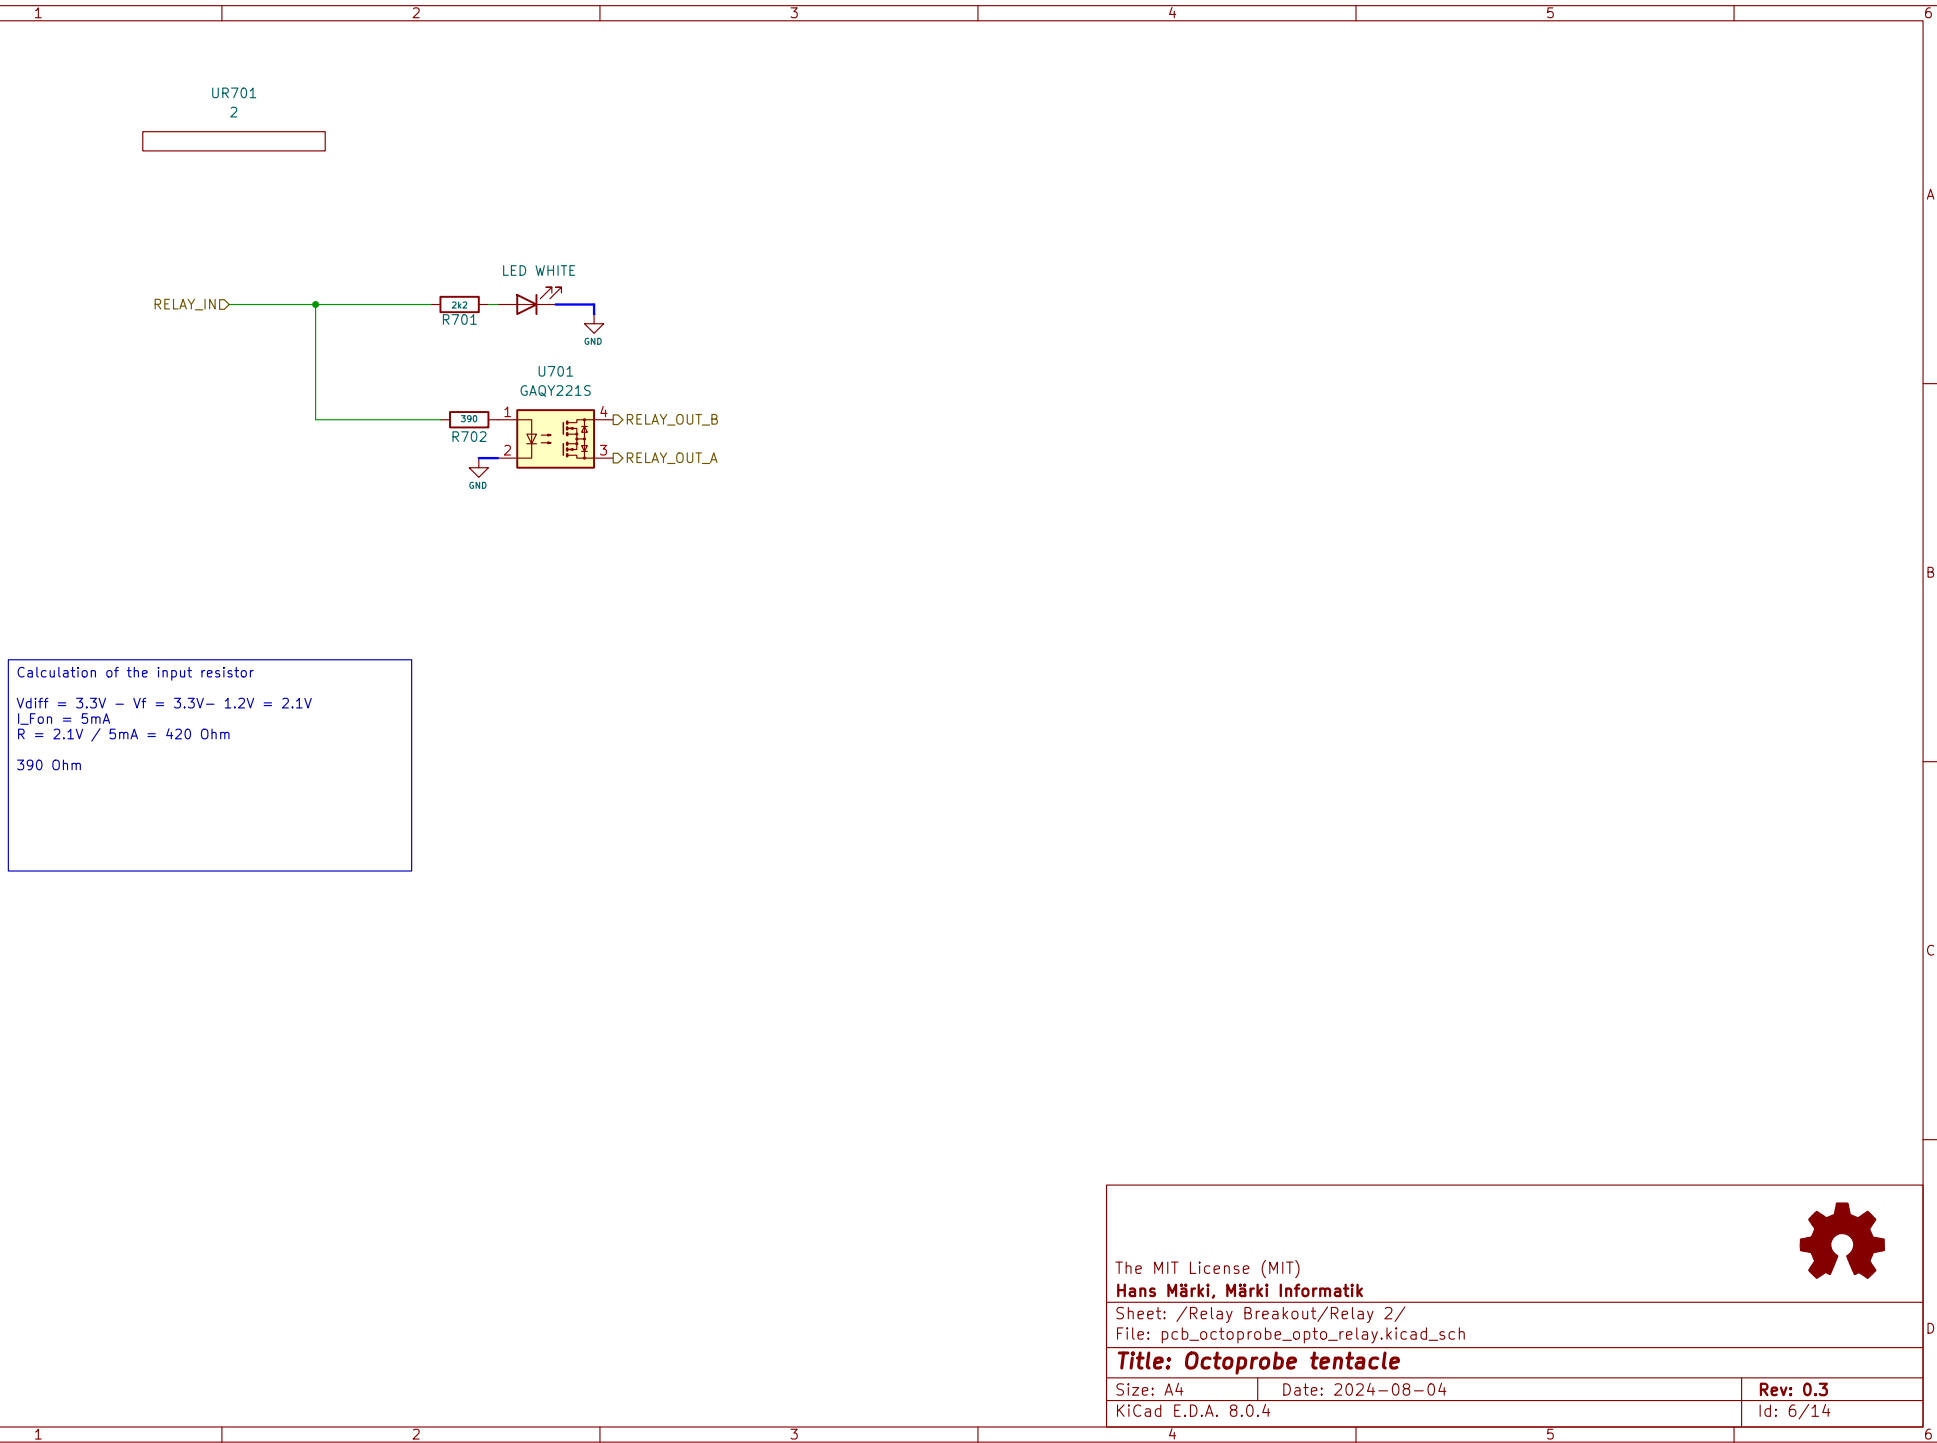 1 2 3 4 5 6
UR701
2
A
LED WHITE
RELAY_IN
2k2
R701
GND
U701
GAQY221S
390
R702
1
4
RELAY_OUT_B
2
3
RELAY_OUT_A
GND
B
Calculation of the input resistor
Vdiff = 3.3V - Vf = 3.3V- 1.2V = 2.1V
I_Fon = 5mA
R = 2.1V / 5mA = 420 Ohm
390 Ohm
C
The MIT License (MIT)
Hans Märki, Märki Informatik
Sheet: /Relay Breakout/Relay 2/
File: pcb_octoprobe_opto_relay.kicad_sch
D
Title: Octoprobe tentacle
Size: A4
Date: 2024-08-04
Rev: 0.3
KiCad E.D.A. 8.0.4
Id: 6/14
1 2 3 4 5 6